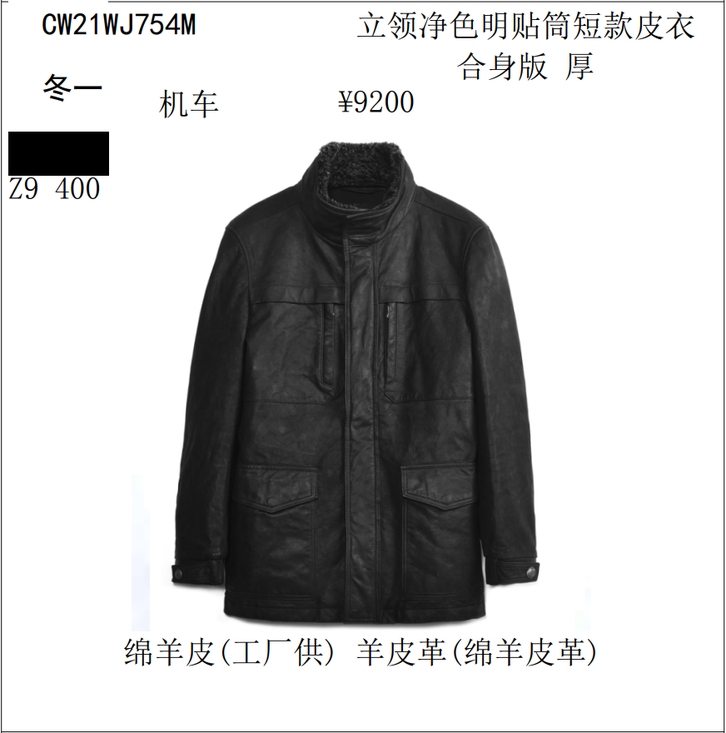 CW21WJ754M
立领净色明贴筒短款皮衣
合身版 厚
冬一
机车
¥9200
Z9 400
绵羊皮(工厂供) 羊皮革(绵羊皮革)